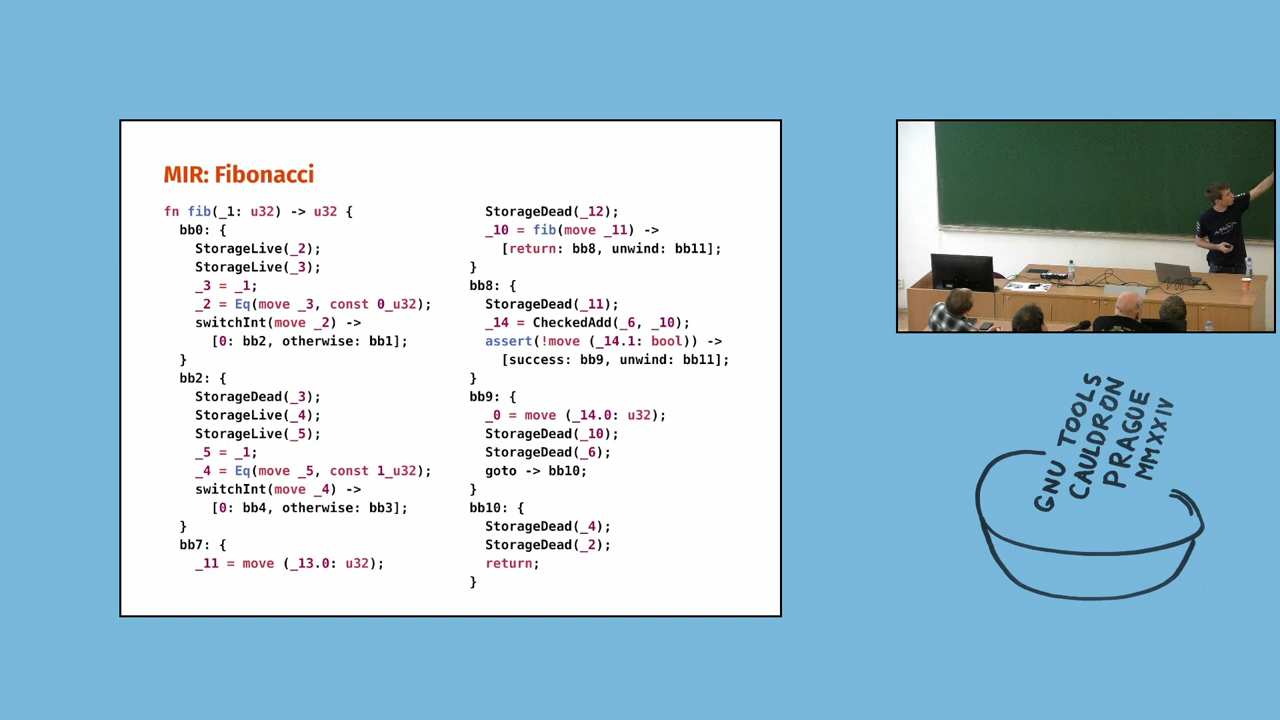 MIR: Fibonacci
fn fib(_1: u32) -> u32 {
bb0: {
StorageLive(_2);
StorageLive(_3);
_3 = _1;
_2 = Eq(move _3, const 0_u32);
switchInt(move _2) ->
[0: bb2, otherwise: bb1];
}
bb2: {
StorageDead(_3);
StorageLive(_4);
StorageLive(_5);
_5 = _1;
_4 = Eq(move _5, const 1_u32);
switchInt(move _4) ->
[0: bb4, otherwise: bb3];
}
bb7: {
_11 = move (_13.0: u32);
StorageDead(_12);
_10 = fib(move _11) ->
[return: bb8, unwind: bb11];
}
bb8: {
StorageDead(_11);
_14 = CheckedAdd(_6, _10);
assert(!move (_14.1: bool)) ->
[success: bb9, unwind: bb11];
}
bb9: {
_0 = move (_14.0: u32);
StorageDead(_10);
StorageDead(_6);
goto -> bb10;
}
bb10: {
StorageDead(_4);
StorageDead(_2);
return;
}
GNU TOOLS
CAULDRON
PRAGUE
MMXXIV